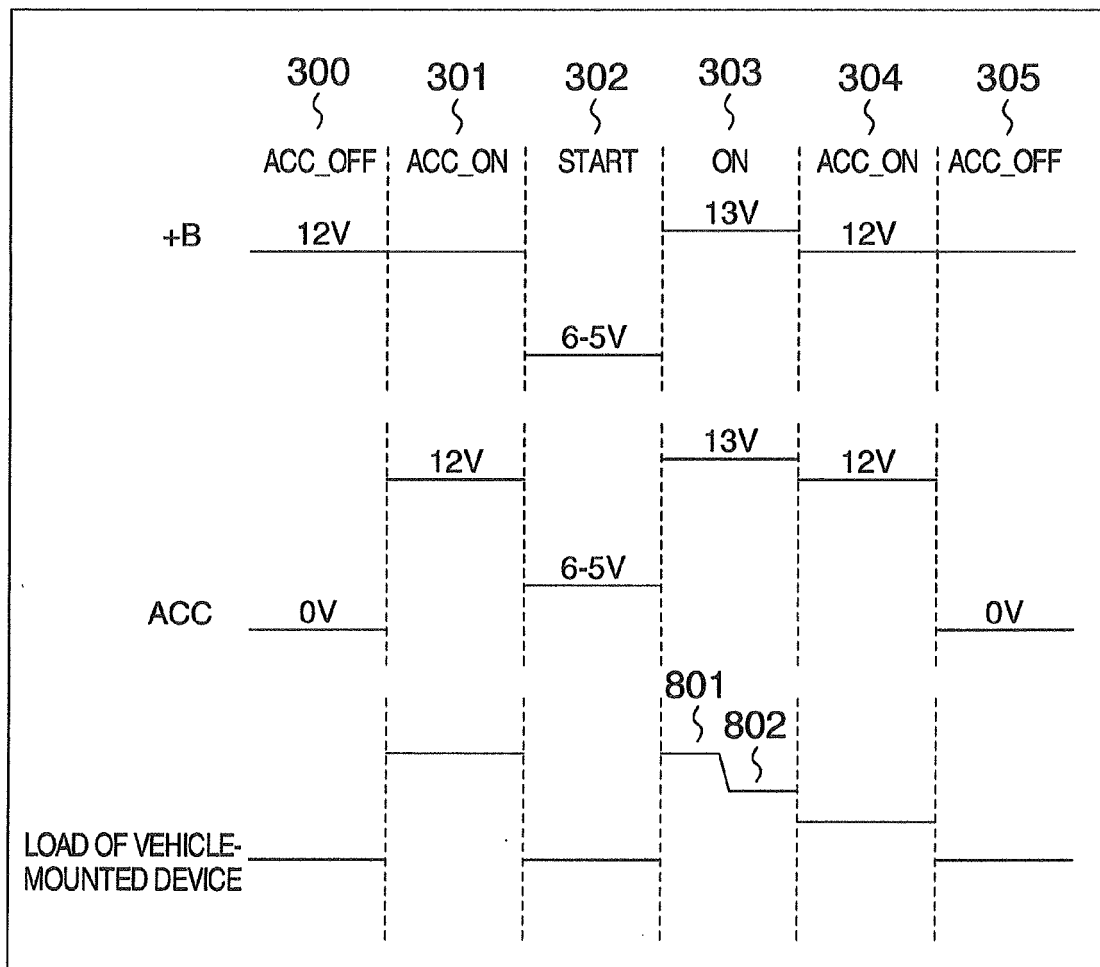 300 301 302 303 304 305
ACC_OFF ACC_ON START ON ACC_ON ACC_OFF
+B 12V 13V 12V
6-5V
12V 13V 12V
6-5V
ACC 0V 0V
801
802
LOAD OF VEHICLE-
MOUNTED DEVICE